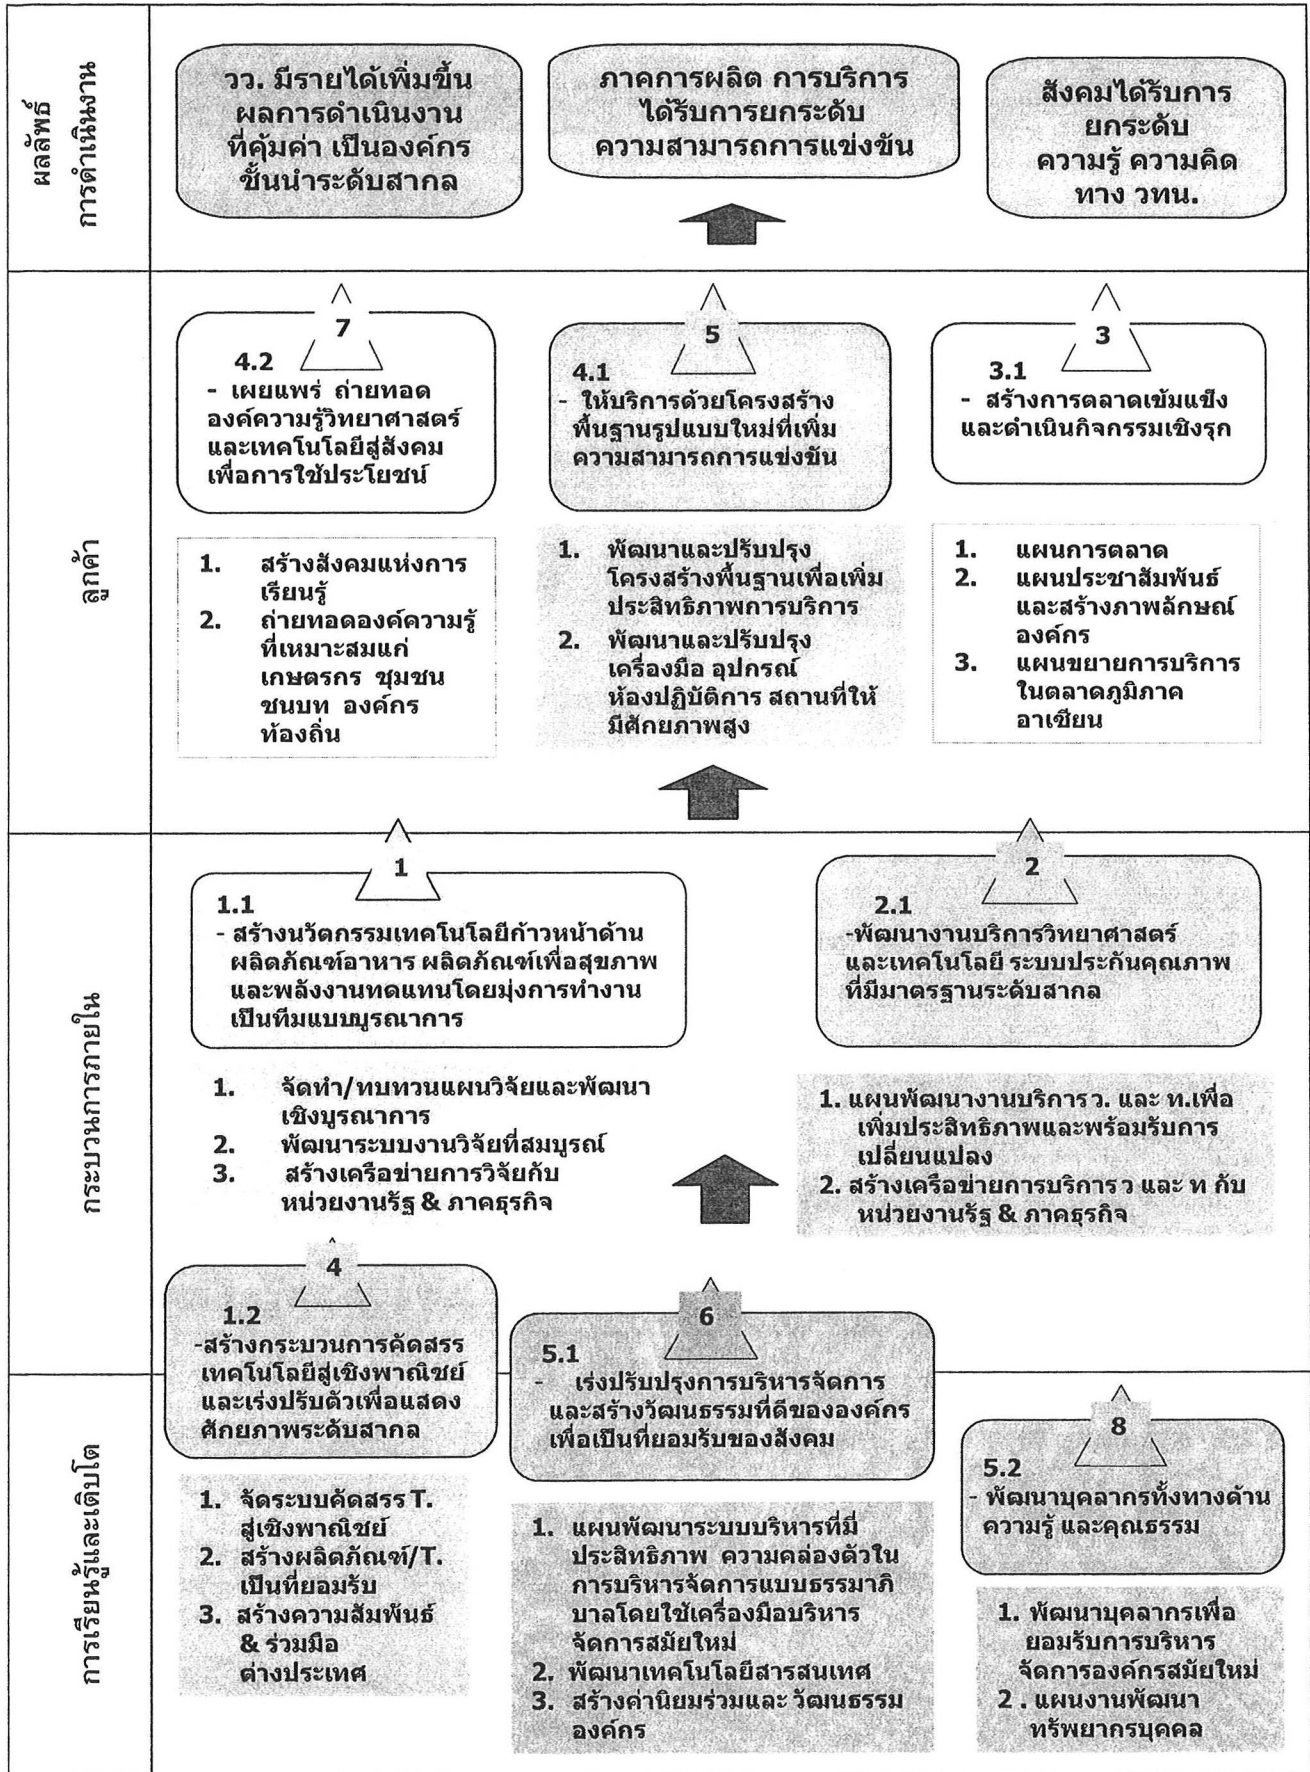 ผลลัพธ์
การดำเนินงาน
วว. มีรายได้เพิ่มขึ้น
ผลการดำเนินงาน
ที่คุ้มค่า เป็นองค์กร
ชั้นนำระดับสากล
ภาคการผลิต การบริการ
ได้รับการยกระดับ
ความสามารถการแข่งขัน
สังคมได้รับการ
ยกระดับ
ความรู้ ความคิด
ทาง วทน.
ลูกค้า
7
4.2
- เผยแพร่ ถ่ายทอด
องค์ความรู้วิทยาศาสตร์
และเทคโนโลยีสู่สังคม
เพื่อการใช้ประโยชน์
1. สร้างสังคมแห่งการ
เรียนรู้
2. ถ่ายทอดองค์ความรู้
ที่เหมาะสมแก่
เกษตรกร ชุมชน
ชนบท องค์กร
ท้องถิ่น
5
4.1
- ให้บริการด้วยโครงสร้าง
พื้นฐานรูปแบบใหม่ที่เพิ่ม
ความสามารถการแข่งขัน
1. พัฒนาและปรับปรุง
โครงสร้างพื้นฐานเพื่อเพิ่ม
ประสิทธิภาพการบริการ
2. พัฒนาและปรับปรุง
เครื่องมือ อุปกรณ์
ห้องปฏิบัติการ สถานที่ให้
มีศักยภาพสูง
3
3.1
- สร้างการตลาดเข้มแข็ง
และดำเนินกิจกรรมเชิงรุก
1. แผนการตลาด
2. แผนประชาสัมพันธ์
และสร้างภาพลักษณ์
องค์กร
3. แผนขยายการบริการ
ในตลาดภูมิภาค
อาเซียน
กระบวนการภายใน
1
1.1
- สร้างนวัตกรรมเทคโนโลยีก้าวหน้าด้าน
ผลิตภัณฑ์อาหาร ผลิตภัณฑ์เพื่อสุขภาพ
และพลังงานทดแทนโดยมุ่งการทำงาน
เป็นทีมแบบบูรณาการ
1. จัดทำ/ทบทวนแผนวิจัยและพัฒนา
เชิงบูรณาการ
2. พัฒนาระบบงานวิจัยที่สมบูรณ์
3. สร้างเครือข่ายการวิจัยกับ
หน่วยงานรัฐ & ภาคธุรกิจ
2
2.1
-พัฒนางานบริการวิทยาศาสตร์
และเทคโนโลยี ระบบประกันคุณภาพ
ที่มีมาตรฐานระดับสากล
1. แผนพัฒนางานบริการ ว. และ ท.เพื่อ
เพิ่มประสิทธิภาพและพร้อมรับการ
เปลี่ยนแปลง
2. สร้างเครือข่ายการบริการ ว และ ท กับ
หน่วยงานรัฐ & ภาคธุรกิจ
4
1.2
-สร้างกระบวนการคัดสรร
เทคโนโลยีสู่เชิงพาณิชย์
และเร่งปรับตัวเพื่อแสดง
ศักยภาพระดับสากล
การเรียนรู้และเติบโต
1. จัดระบบคัดสรร T.
สู่เชิงพาณิชย์
2. สร้างผลิตภัณฑ์/T.
เป็นที่ยอมรับ
3. สร้างความสัมพันธ์
& ร่วมมือ
ต่างประเทศ
6
5.1
- เร่งปรับปรุงการบริหารจัดการ
และสร้างวัฒนธรรมที่ดีขององค์กร
เพื่อเป็นที่ยอมรับของสังคม
1. แผนพัฒนาระบบบริหารที่มี
ประสิทธิภาพ ความคล่องตัวใน
การบริหารจัดการแบบธรรมาภิ
บาลโดยใช้เครื่องมือบริหาร
จัดการสมัยใหม่
2. พัฒนาเทคโนโลยีสารสนเทศ
3. สร้างค่านิยมร่วมและ วัฒนธรรม
องค์กร
8
5.2
- พัฒนาบุคลากรทั้งทางด้าน
ความรู้ และคุณธรรม
1. พัฒนาบุคลากรเพื่อ
ยอมรับการบริหาร
จัดการองค์กรสมัยใหม่
2 . แผนงานพัฒนา
ทรัพยากรบุคคล